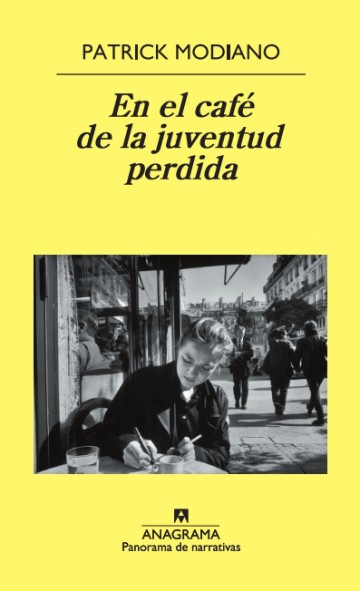 PATRICK MODIANO
En el café
de la juventud
perdida
ANAGRAMA
Panorama de narrativas